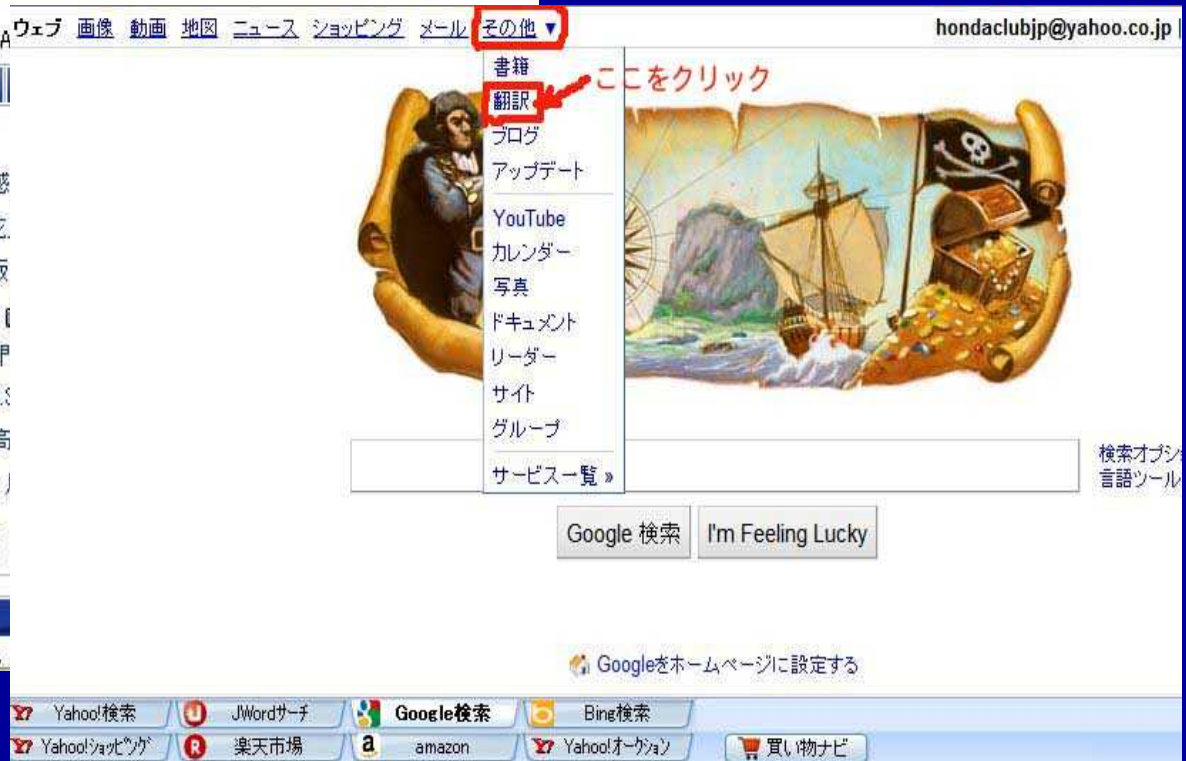 ウェブ 画像 動画 地図 ニュース ショッピング メール その他 ▼ hondaclubjp@yahoo.co.jp |
書籍
ここをクリック
翻訳
ブログ
アップデート
YouTube
カレンダー
写真
ドキュメント
リーダー
サイト
グループ
サービス一覧 »
検索オプシ
言語ツール
Google 検索 I'm Feeling Lucky
Googleをホームページに設定する
Yahoo!検索 JWordサーチ Google検索 Bing検索
Yahoo!ショッピング 楽天市場 amazon Yahoo!オークション 買い物ナビ